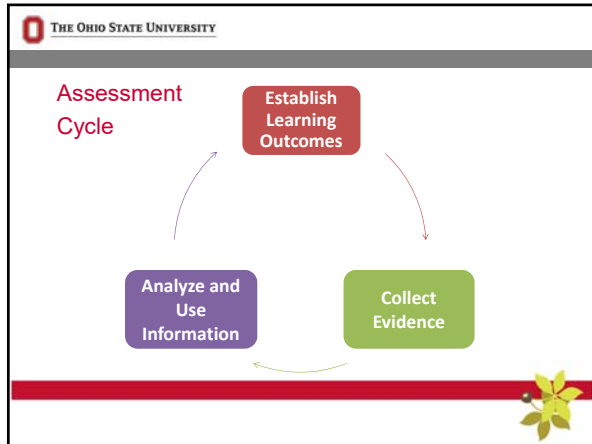 THE OHIO STATE UNIVERSITY
Assessment
Cycle
Establish
Learning
Outcomes
Collect
Evidence
Analyze and
Use
Information